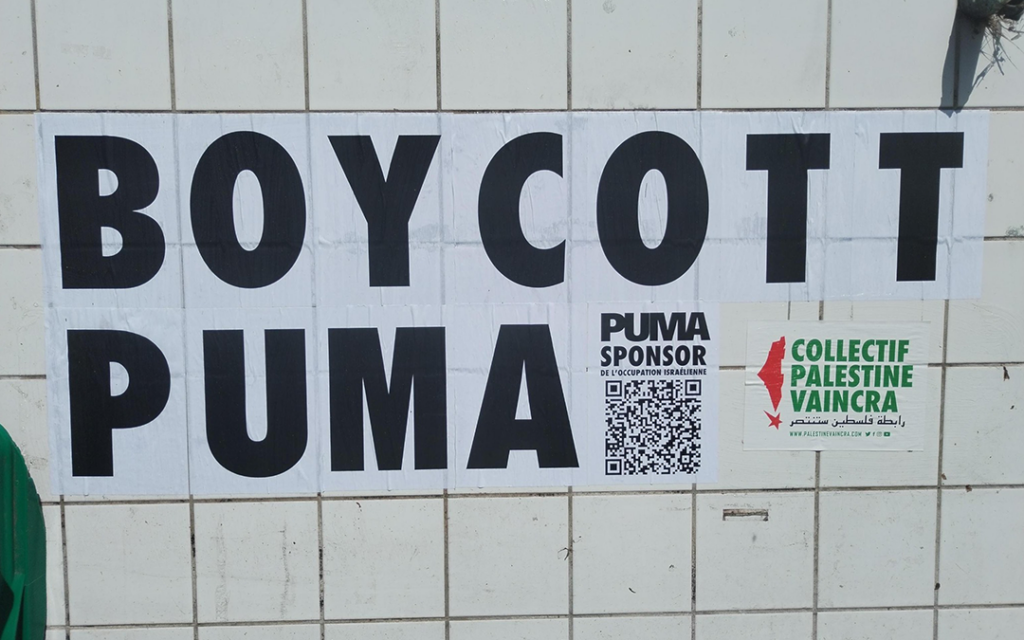 BOYCOTT
PUMA
PUMA
SPONSOR
DE L'OCCUPATION ISRAÉLIENNE
COLLECTIF
PALESTINE
VAINCRA
رابطة فلسطين ستنتصر
WWW.PALESTINEVAINCRA.COM